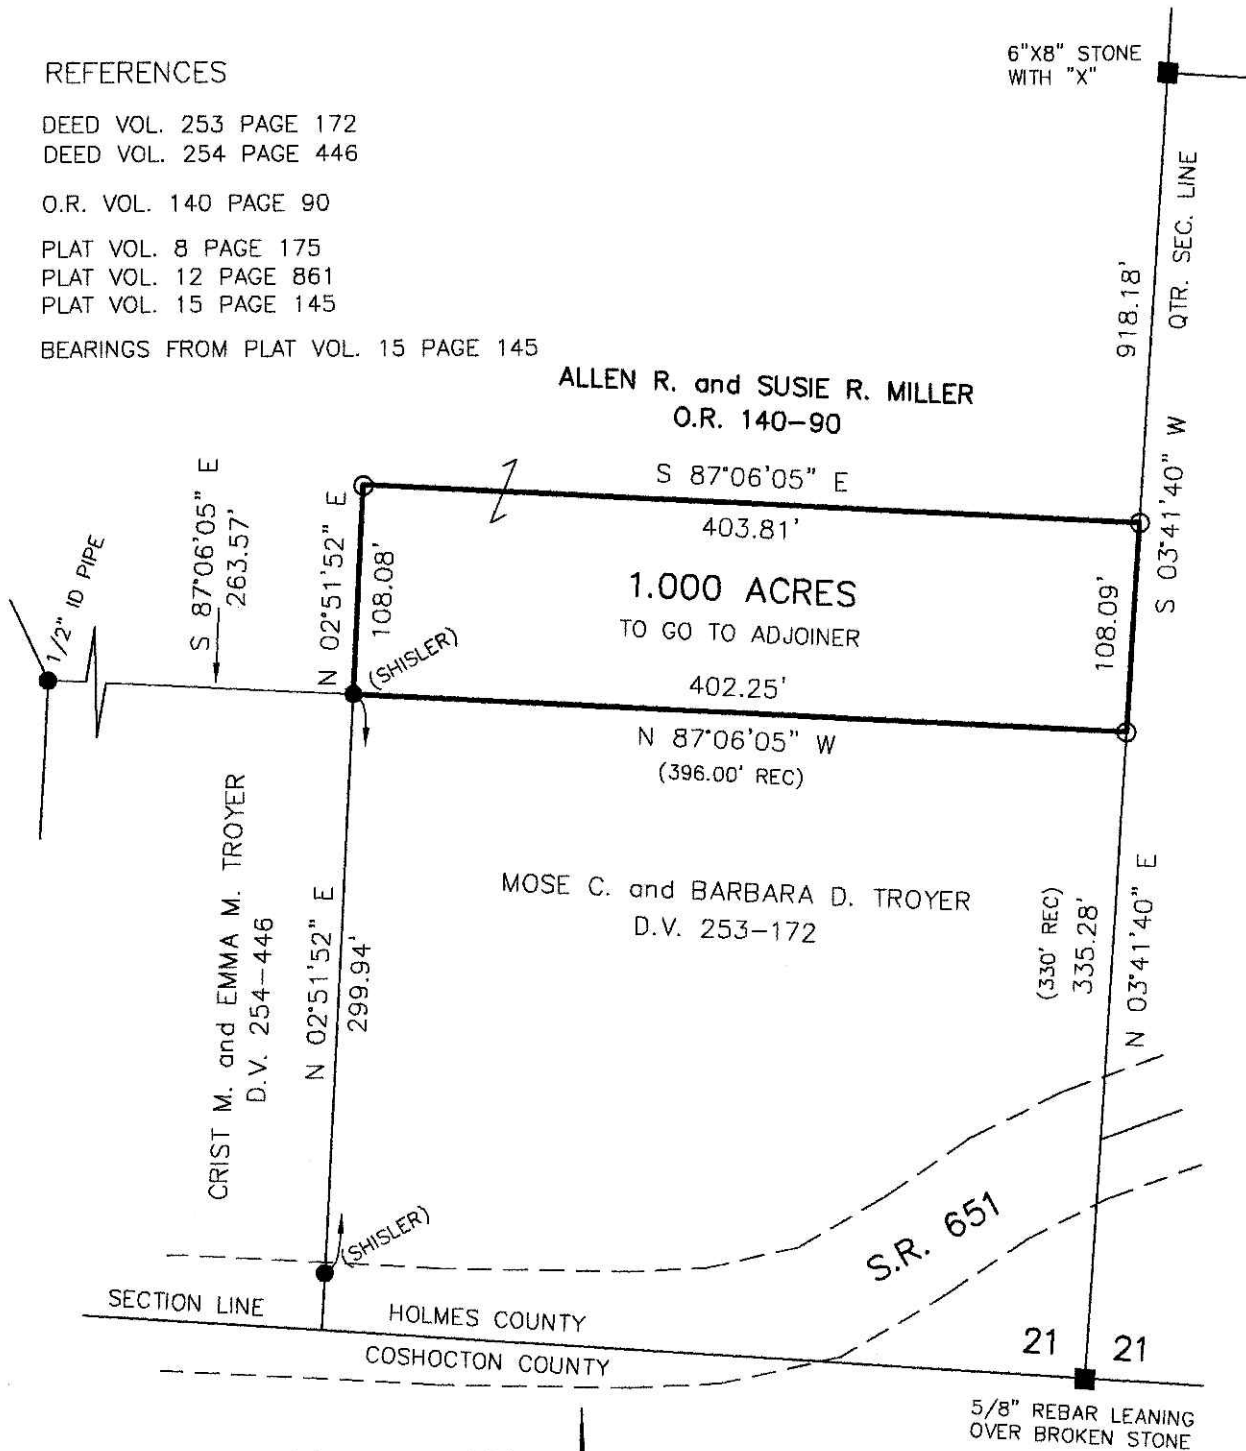 REFERENCES
DEED VOL. 253 PAGE 172
DEED VOL. 254 PAGE 446
O.R. VOL. 140 PAGE 90
PLAT VOL. 8 PAGE 175
PLAT VOL. 12 PAGE 861
PLAT VOL. 15 PAGE 145
BEARINGS FROM PLAT VOL. 15 PAGE 145
6"X8" STONE
WITH "X"
QTR. SEC. LINE
918.18'
S 03°41'40" W
ALLEN R. and SUSIE R. MILLER
O.R. 140-90
S 87°06'05" E
403.81'
1.000 ACRES
TO GO TO ADJOINER
402.25'
N 87°06'05" W
(396.00' REC)
108.09'
N 02°51'52" E
108.08'
(SHISLER)
S 87°06'05" E
263.57'
1/2" ID PIPE
CRIST M. and EMMA M. TROYER
D.V. 254-446
N 02°51'52" E
299.94'
MOSE C. and BARBARA D. TROYER
D.V. 253-172
(330' REC)
335.28'
N 03°41'40" E
(SHISLER)
S.R. 651
SECTION LINE
HOLMES COUNTY
COSHOCTON COUNTY
21
21
5/8" REBAR LEANING
OVER BROKEN STONE